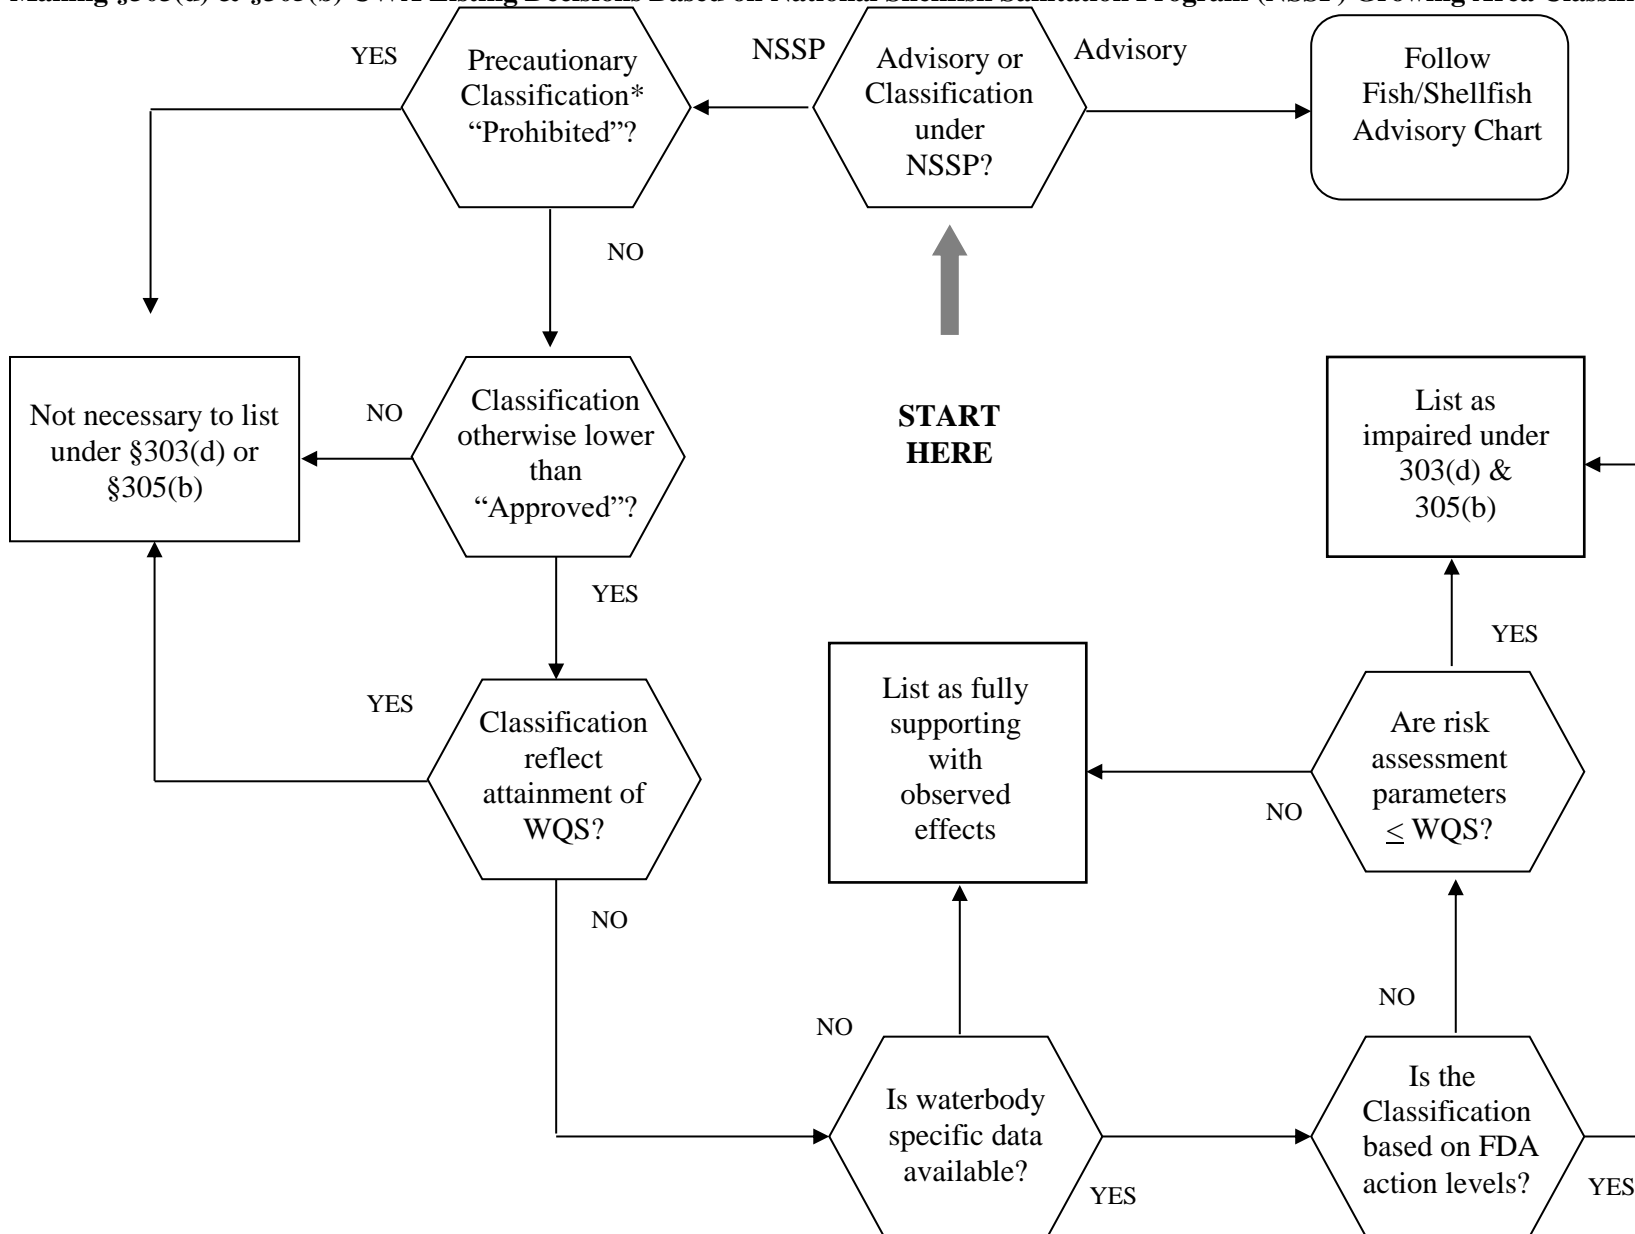 YES
Precautionary
Classification*
“Prohibited”?
NSSP
Advisory or
Classification
under
NSSP?
Advisory
Follow
Fish/Shellfish
Advisory Chart
NO
START
HERE
Not necessary to list
under §303(d) or
§305(b)
NO
Classification
otherwise lower
than
“Approved”?
List as
impaired under
303(d) &
305(b)
YES
YES
YES
Classification
reflect
attainment of
WQS?
List as fully
supporting
with
observed
effects
NO
Are risk
assessment
parameters
≤ WQS?
NO
NO
NO
Is waterbody
specific data
available?
YES
Is the
Classification
based on FDA
action levels?
YES